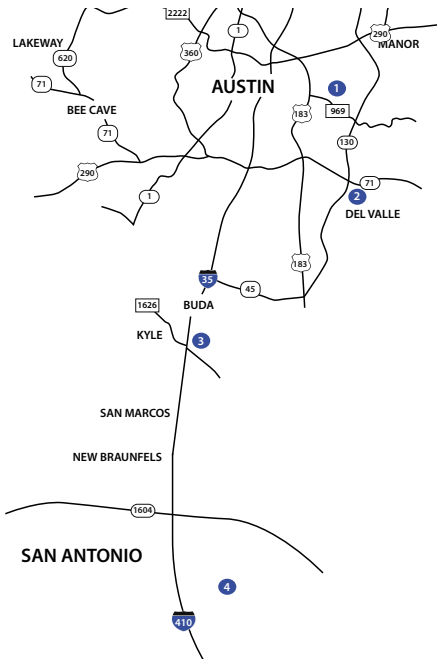 2222
1
290
LAKEWAY
360
MANOR
620
71
AUSTIN
1
BEE CAVE
183
969
71
130
290
71
1
2
DEL VALLE
183
35
45
1626
BUDA
KYLE
3
SAN MARCOS
NEW BRAUNFELS
1604
SAN ANTONIO
4
410